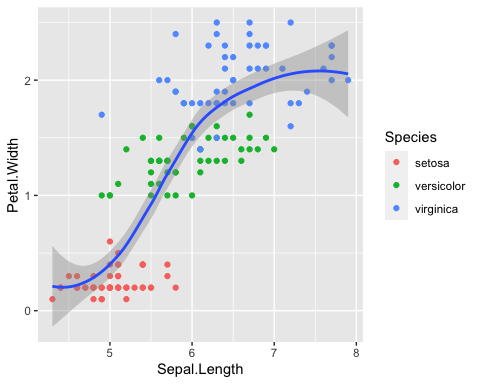 Petal.Width
2
1
0
5
6
7
8
Sepal.Length
Species
setosa
versicolor
virginica